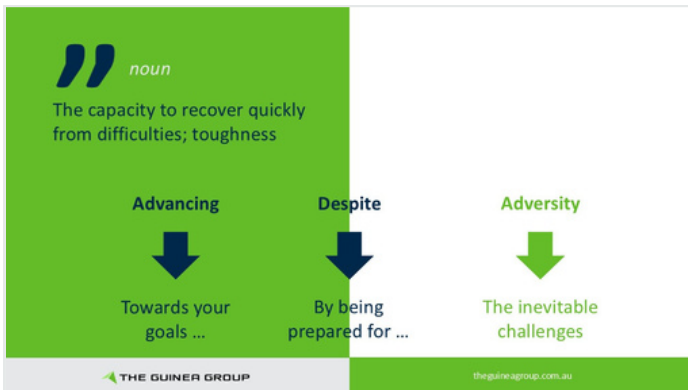 ” noun
The capacity to recover quickly
from difficulties; toughness
Advancing
Despite
Adversity
Towards your
goals ...
By being
prepared for ...
The inevitable
challenges
THE GUINEA GROUP
theguineagroup.com.au